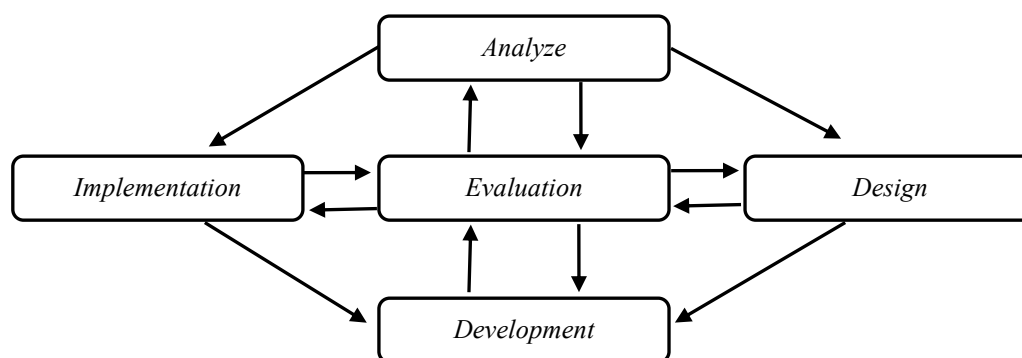 Analyze
Implementation
Evaluation
Design
Development